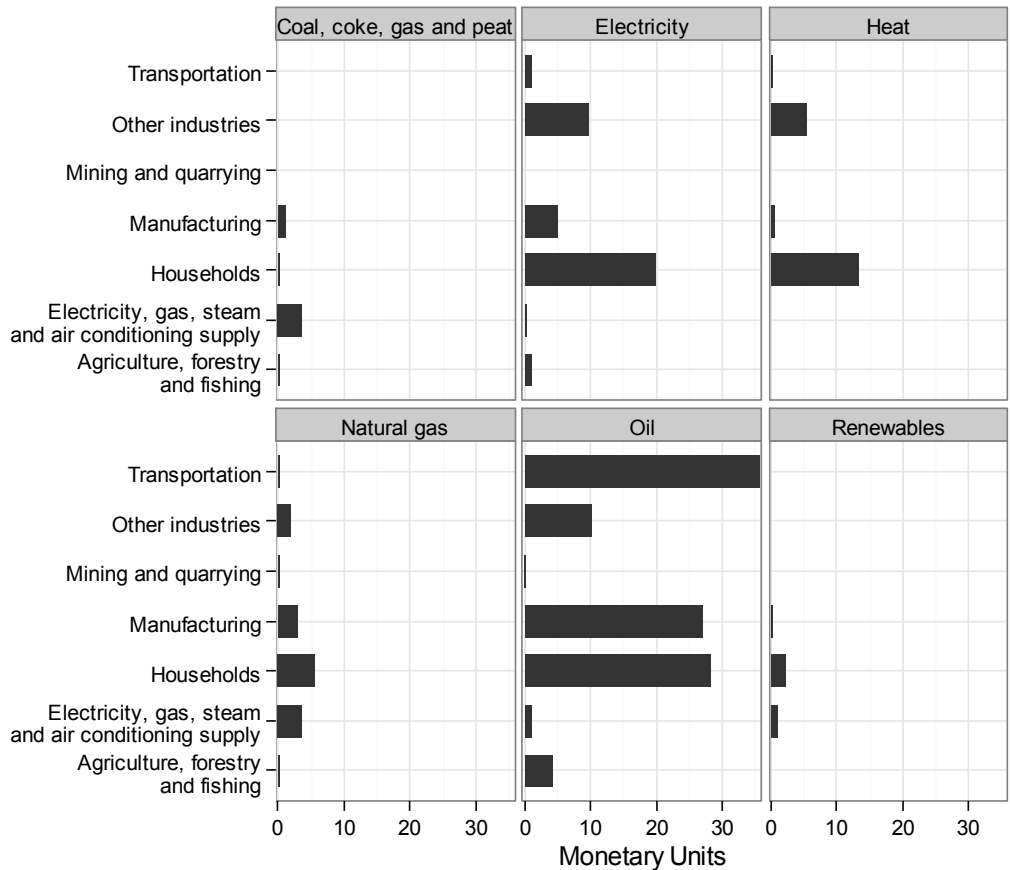 Coal, coke, gas and peat
Electricity
Heat
Transportation
Other industries
Mining and quarrying
Manufacturing
Households
Electricity, gas, steam
and air conditioning supply
Agriculture, forestry
and fishing
Natural gas
Oil
Renewables
Transportation
Other industries
Mining and quarrying
Manufacturing
Households
Electricity, gas, steam
and air conditioning supply
Agriculture, forestry
and fishing
0 10 20 30
0 10 20 30
0 10 20 30
Monetary Units